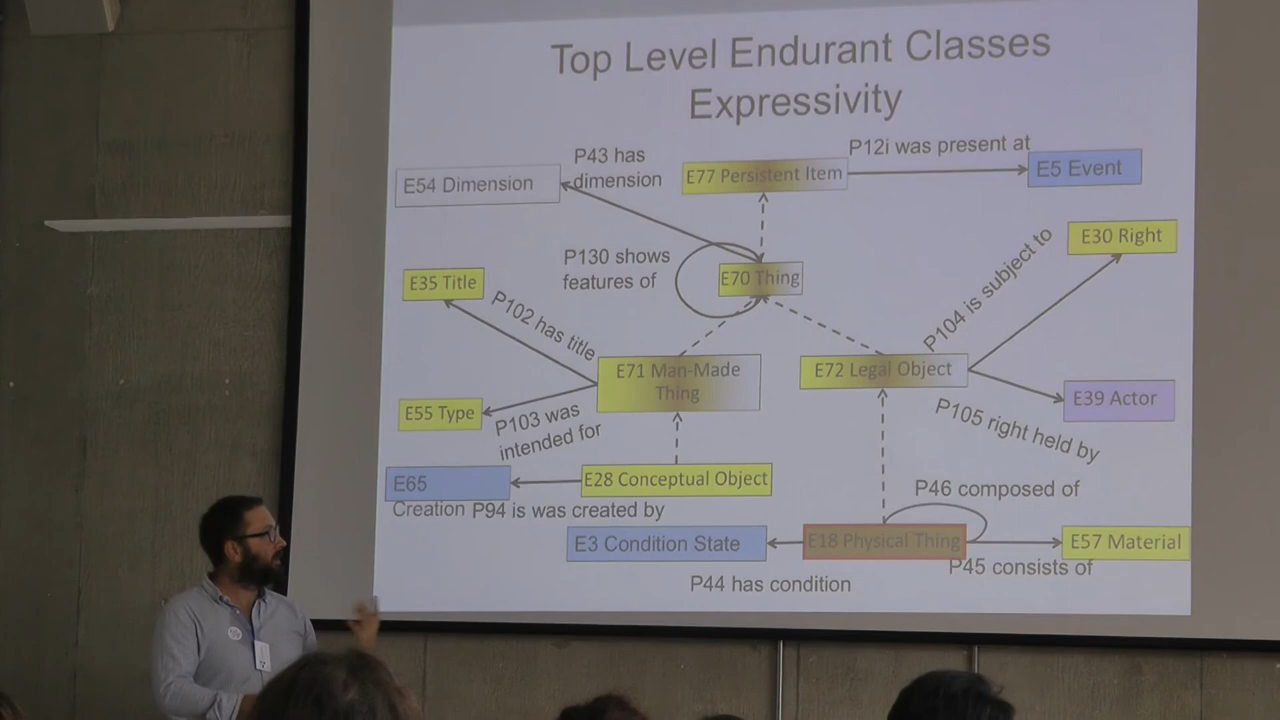 Top Level Endurant Classes
Expressivity
P12i was present at
P43 has
dimension
E54 Dimension
E77 Persistent Item
E5 Event
E30 Right
P130 shows
features of
E70 Thing
P104 is subject to
E35 Title
P102 has title
E71 Man-Made
Thing
E72 Legal Object
E39 Actor
E55 Type
P103 was
intended for
P105 right held by
E65
Creation
E28 Conceptual Object
P94 is was created by
P46 composed of
E3 Condition State
E18 Physical Thing
E57 Material
P45 consists of
P44 has condition